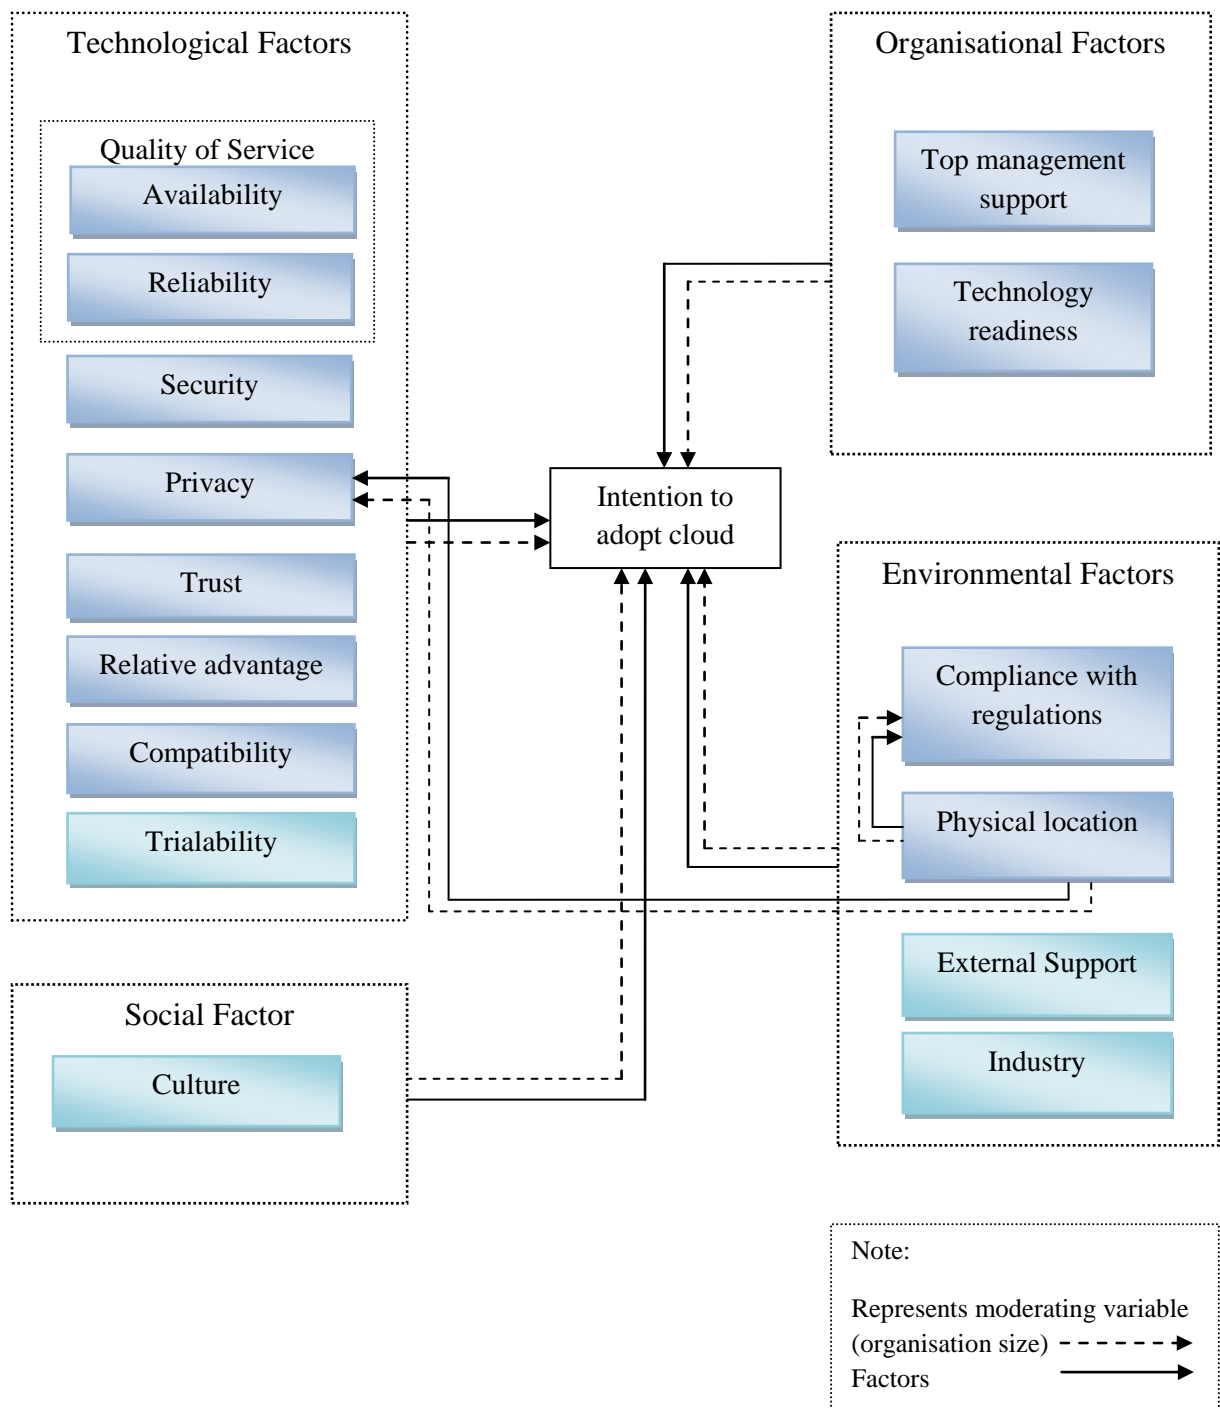 Technological Factors
Quality of Service
Availability
Reliability
Security
Privacy
Trust
Relative advantage
Compatibility
Trialability
Social Factor
Culture
Intention to
adopt cloud
Organisational Factors
Top management
support
Technology
readiness
Environmental Factors
Compliance with
regulations
Physical location
External Support
Industry
Note:
Represents moderating variable
(organisation size)
Factors